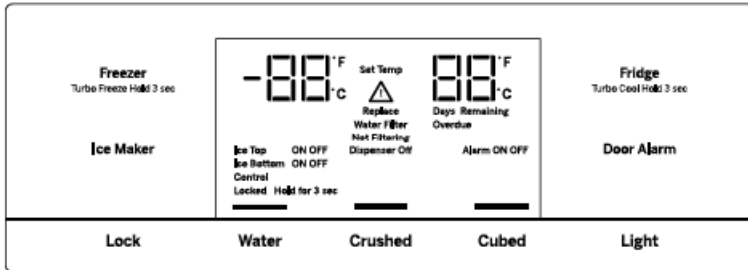 Freezer
Turbo Freeze Hold 3 sec
Ice Maker
-88 °F °C
Set Temp
Replace
Water Filter
Not Filtering
Dispenser Off
88 °F °C
Days Remaining
Overdue
Ice Top ON OFF
Ice Bottom ON OFF
Control
Locked Hold for 3 sec
Alarm ON OFF
Fridge
Turbo Cool Hold 3 sec
Door Alarm
Lock Water Crushed Cubed Light